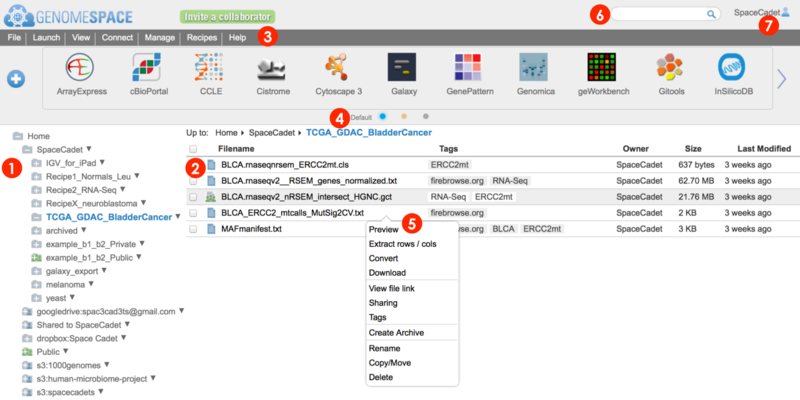 GENOMESPACE
Invite a collaborator
6
SpaceCadet
7
File Launch View Connect Manage Recipes Help 3
ArrayExpress cBioPortal CCLE Cistrome Cytoscape 3 Galaxy GenePattern Genomica geWorkbench Gitools InSilicoDB
4 Default
1
Home
SpaceCadet
IGV_for_iPad
Recipe1_Normals_Leu
Recipe2_RNA-Seq
RecipeX_neuroblastoma
TCGA_GDAC_BladderCancer
archived
example_b1_b2_Private
example_b1_b2_Public
galaxy_export
melanoma
yeast
googledrive:spac3cad3ts@gmail.com
Shared to SpaceCadet
dropbox:Space Cadet
Public
s3:1000genomes
s3:human-microbiome-project
s3:spacecadets
Up to: Home SpaceCadet TCGA_GDAC_BladderCancer
Filename Tags Owner Size Last Modified
2 BLCA.rnaseqnrsem_ERCC2mt.cls ERCC2mt SpaceCadet 637 bytes 3 weeks ago
BLCA.rnaseqv2__RSEM_genes_normalized.txt firebrowse.org RNA-Seq SpaceCadet 62.70 MB 3 weeks ago
BLCA.rnaseqv2_nRSEM_intersect_HGNC.gct RNA-Seq ERCC2mt SpaceCadet 21.76 MB 3 weeks ago
BLCA_ERCC2_mtcalls_MutSig2CV.txt firebrowse.org SpaceCadet 2 KB 3 weeks ago
MAFmanifest.txt wse.org BLCA ERCC2mt SpaceCadet 3 KB 3 weeks ago
5
Preview
Extract rows / cols
Convert
Download
View file link
Sharing
Tags
Create Archive
Rename
Copy/Move
Delete